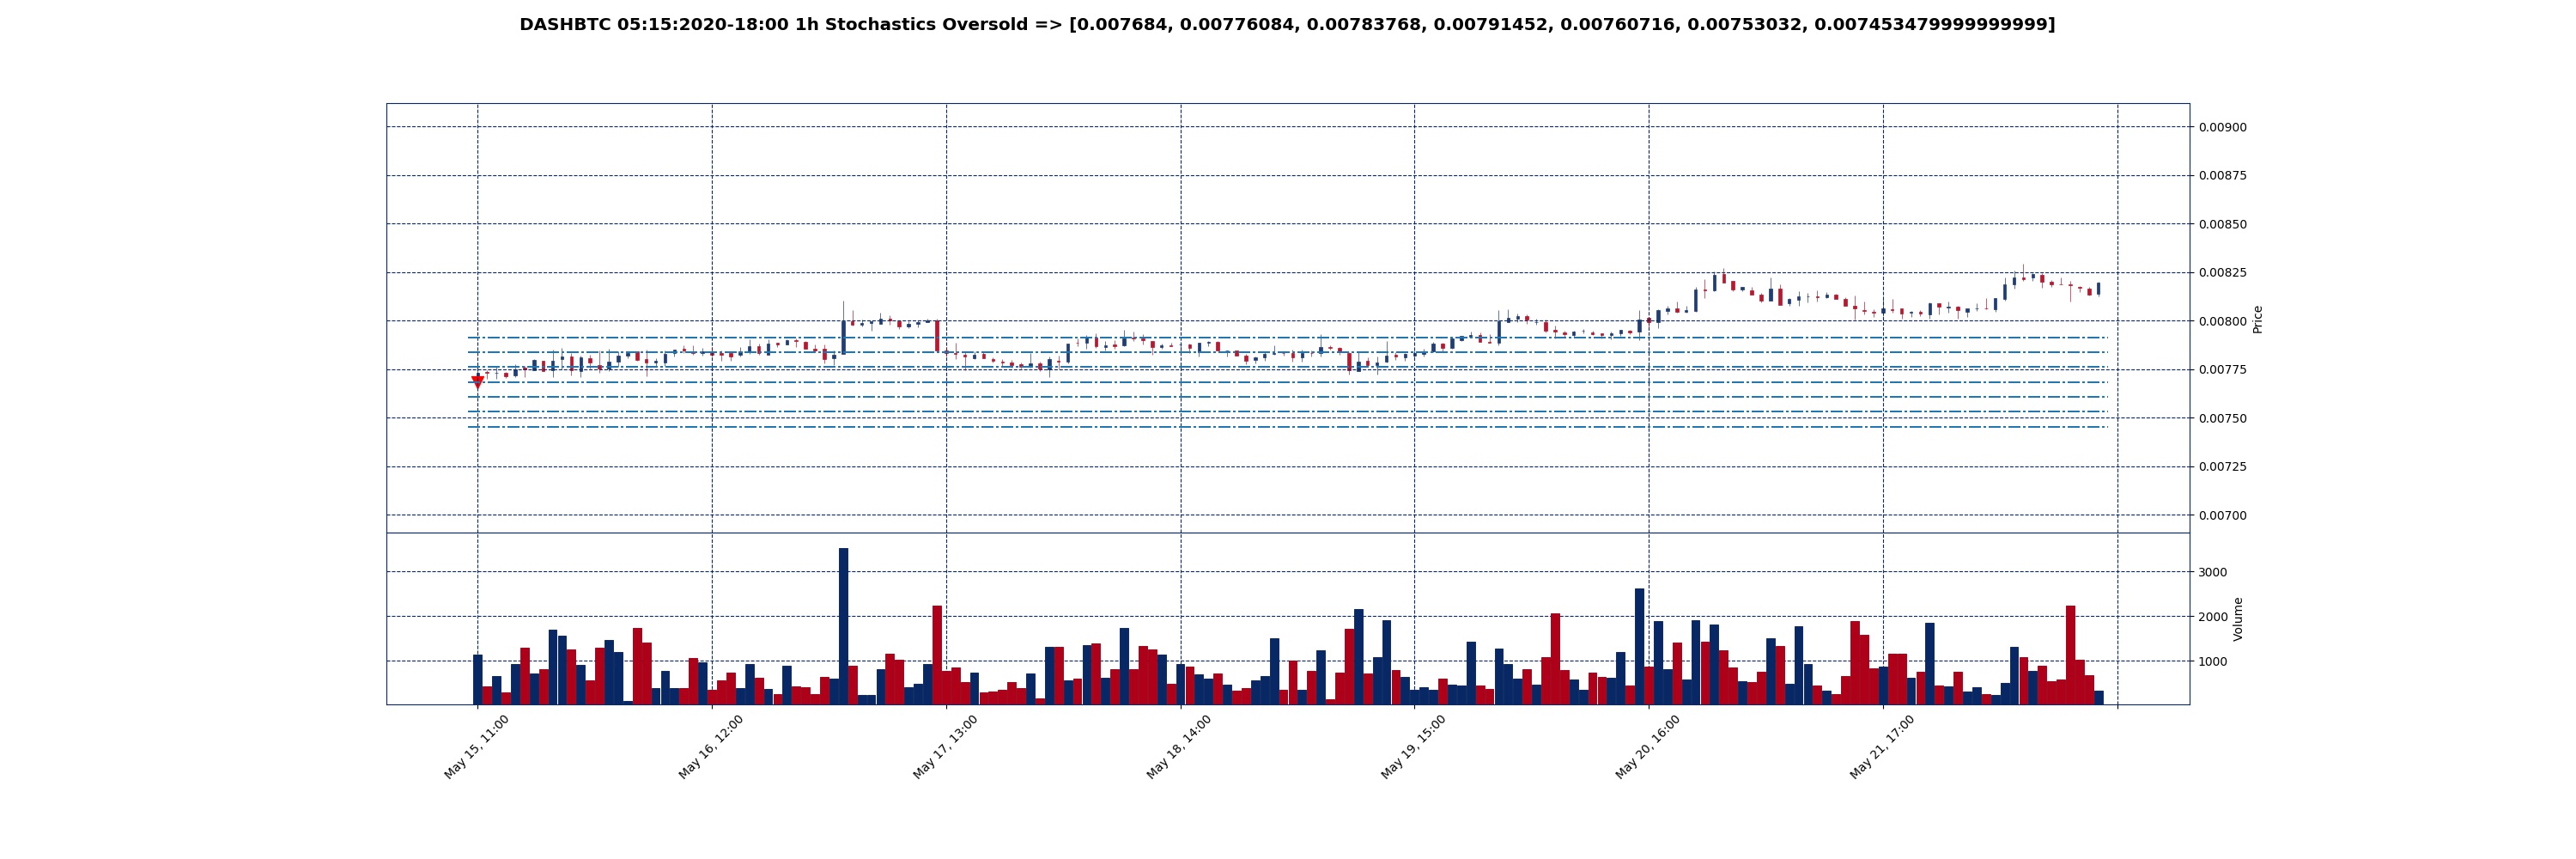 DASHBTC 05:15:2020-18:00 1h Stochastics Oversold => [0.007684, 0.00776084, 0.00783768, 0.00791452, 0.00760716, 0.00753032, 0.007453479999999999]
0.00900
0.00875
0.00850
0.00825
0.00800
0.00775
0.00750
0.00725
0.00700
Price
3000
2000
1000
Volume
May 15, 11:00
May 16, 12:00
May 17, 13:00
May 18, 14:00
May 19, 15:00
May 20, 16:00
May 21, 17:00